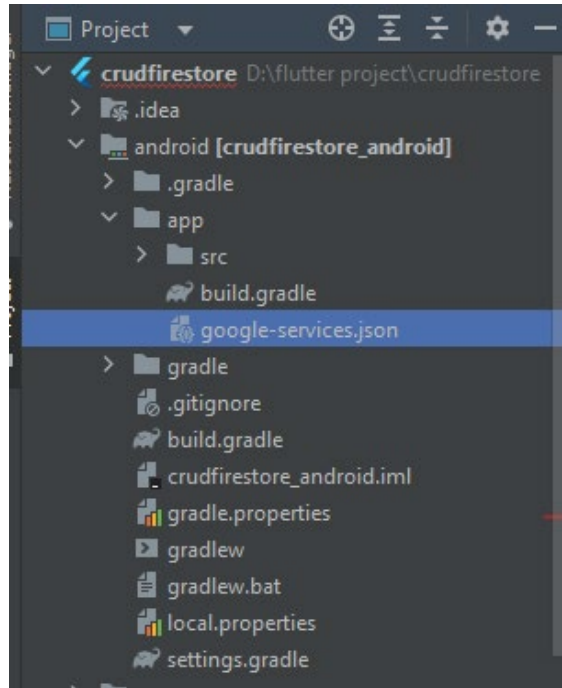 Project
crudfirestore D:\flutter project\crudfirestore
.idea
android [crudfirestore_android]
.gradle
app
src
build.gradle
google-services.json
gradle
.gitignore
build.gradle
crudfirestore_android.iml
gradle.properties
gradlew
gradlew.bat
local.properties
settings.gradle